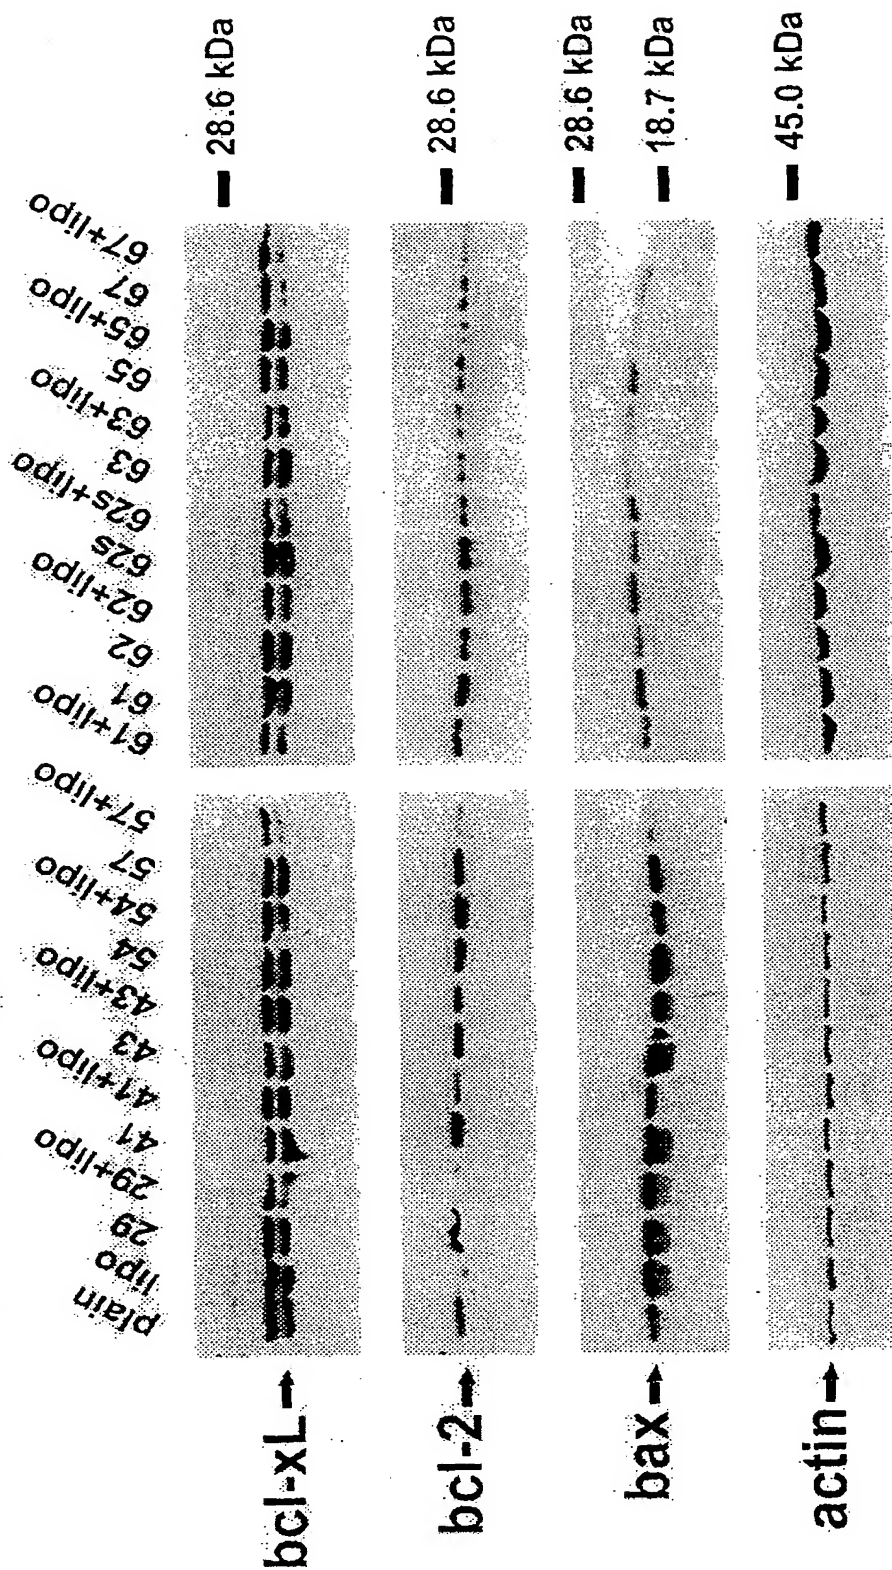 plain lipo 29 29+lipo 41 41+lipo 43 43+lipo 54 54+lipo 57 57+lipo 61+lipo 61 62 62+lipo 62s 62s+lipo 63 63+lipo 65 65+lipo 67 67+lipo
bcl-xL→ 28.6 kDa
bcl-2→ 28.6 kDa
28.6 kDa
bax→ 18.7 kDa
actin→ 45.0 kDa